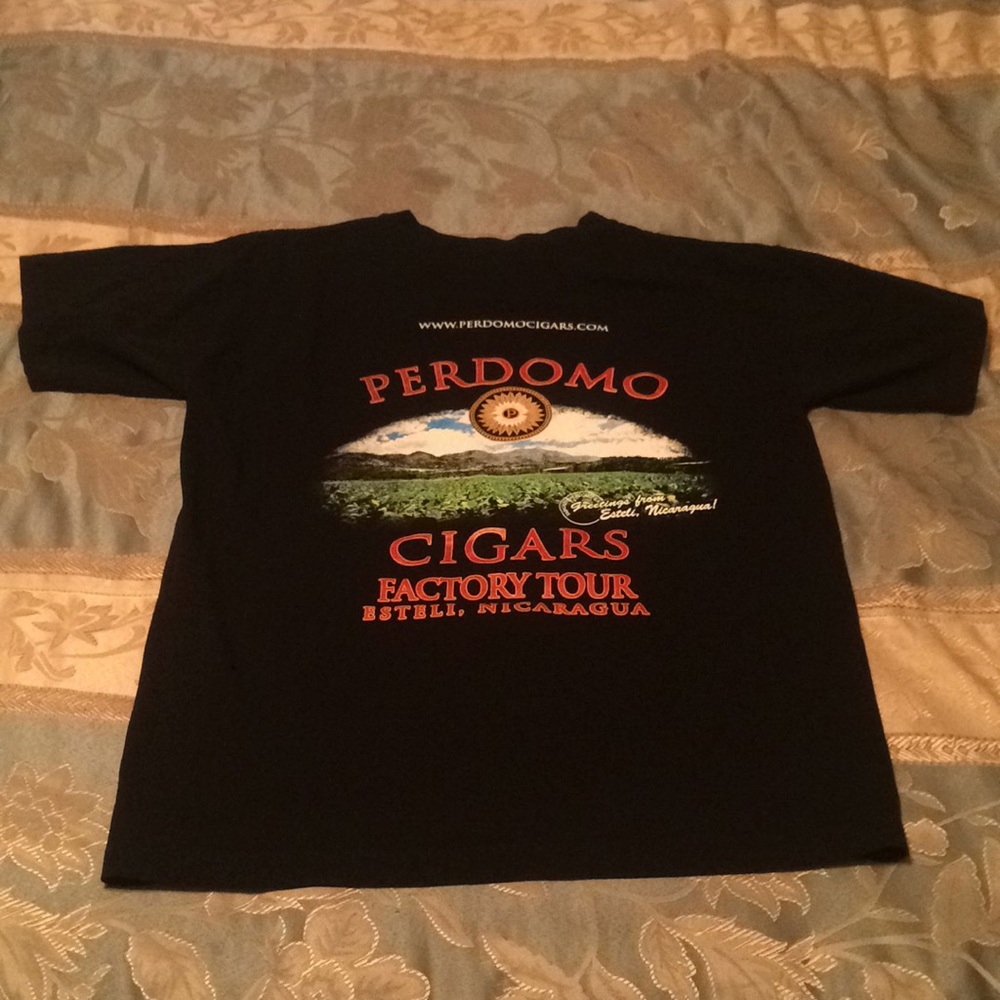 WWW.PERDOMOCIGARS.COM
PERDOMO
P
Greetings from
Esteli, Nicaragua!
CIGARS
FACTORY TOUR
ESTELI, NICARAGUA